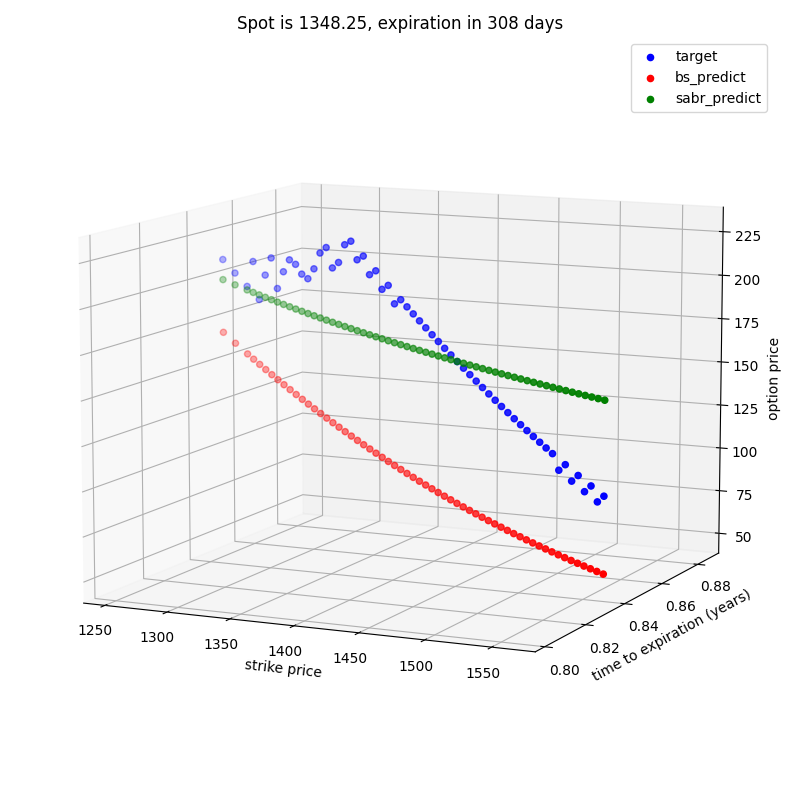 Spot is 1348.25, expiration in 308 days
target
bs_predict
sabr_predict
225
200
175
150
125
100
75
50
option price
0.88
0.86
0.84
0.82
0.80
time to expiration (years)
1250
1300
1350
1400
1450
1500
1550
strike price